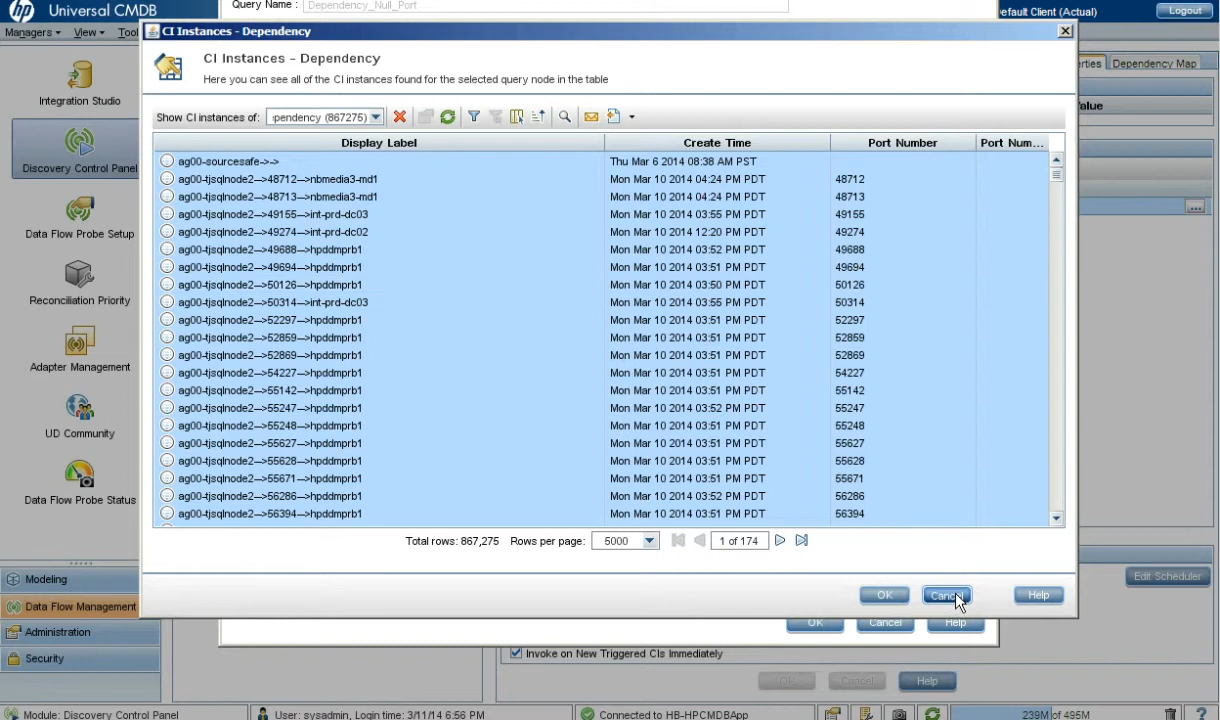 hp Universal CMDB
Query Name : Dependency_Null_Port
efault Client (Actual)
Logout
Managers View Tool
CI Instances - Dependency
CI Instances - Dependency
Here you can see all of the CI instances found for the selected query node in the table
erties Dependency Map
alue
Show CI instances of: pendency (867275)
Display Label Create Time Port Number Port Num...
ag00-sourcesafe->-> Thu Mar 6 2014 08:38 AM PST
ag00-tjsqlnode2-->48712-->nbmedia3-md1 Mon Mar 10 2014 04:24 PM PDT 48712
ag00-tjsqlnode2-->48713-->nbmedia3-md1 Mon Mar 10 2014 04:24 PM PDT 48713
ag00-tjsqlnode2-->49155-->int-prd-dc03 Mon Mar 10 2014 03:55 PM PDT 49155
ag00-tjsqlnode2-->49274-->int-prd-dc02 Mon Mar 10 2014 12:20 PM PDT 49274
ag00-tjsqlnode2-->49688-->hpddmprb1 Mon Mar 10 2014 03:52 PM PDT 49688
ag00-tjsqlnode2-->49694-->hpddmprb1 Mon Mar 10 2014 03:51 PM PDT 49694
ag00-tjsqlnode2-->50126-->hpddmprb1 Mon Mar 10 2014 03:50 PM PDT 50126
ag00-tjsqlnode2-->50314-->int-prd-dc03 Mon Mar 10 2014 03:55 PM PDT 50314
ag00-tjsqlnode2-->52297-->hpddmprb1 Mon Mar 10 2014 03:51 PM PDT 52297
ag00-tjsqlnode2-->52859-->hpddmprb1 Mon Mar 10 2014 03:51 PM PDT 52859
ag00-tjsqlnode2-->52869-->hpddmprb1 Mon Mar 10 2014 03:51 PM PDT 52869
ag00-tjsqlnode2-->54227-->hpddmprb1 Mon Mar 10 2014 03:51 PM PDT 54227
ag00-tjsqlnode2-->55142-->hpddmprb1 Mon Mar 10 2014 03:51 PM PDT 55142
ag00-tjsqlnode2-->55247-->hpddmprb1 Mon Mar 10 2014 03:52 PM PDT 55247
ag00-tjsqlnode2-->55248-->hpddmprb1 Mon Mar 10 2014 03:51 PM PDT 55248
ag00-tjsqlnode2-->55627-->hpddmprb1 Mon Mar 10 2014 03:51 PM PDT 55627
ag00-tjsqlnode2-->55628-->hpddmprb1 Mon Mar 10 2014 03:51 PM PDT 55628
ag00-tjsqlnode2-->55671-->hpddmprb1 Mon Mar 10 2014 03:51 PM PDT 55671
ag00-tjsqlnode2-->56286-->hpddmprb1 Mon Mar 10 2014 03:52 PM PDT 56286
ag00-tjsqlnode2-->56394-->hpddmprb1 Mon Mar 10 2014 03:51 PM PDT 56394
Total rows: 867,275 Rows per page: 5000 1 of 174
OK Cancel Help
OK Cancel Help
Integration Studio
Discovery Control Panel
Data Flow Probe Setup
Reconciliation Priority
Adapter Management
UD Community
Data Flow Probe Status
Modeling
Data Flow Management
Administration
Security
...
Edit Scheduler
Invoke on New Triggered CIs Immediately
OK Cancel Help
Module: Discovery Control Panel
User: sysadmin, Login time: 3/11/14 6:56 PM
Connected to HB-HPCMDBApp
239M of 495M